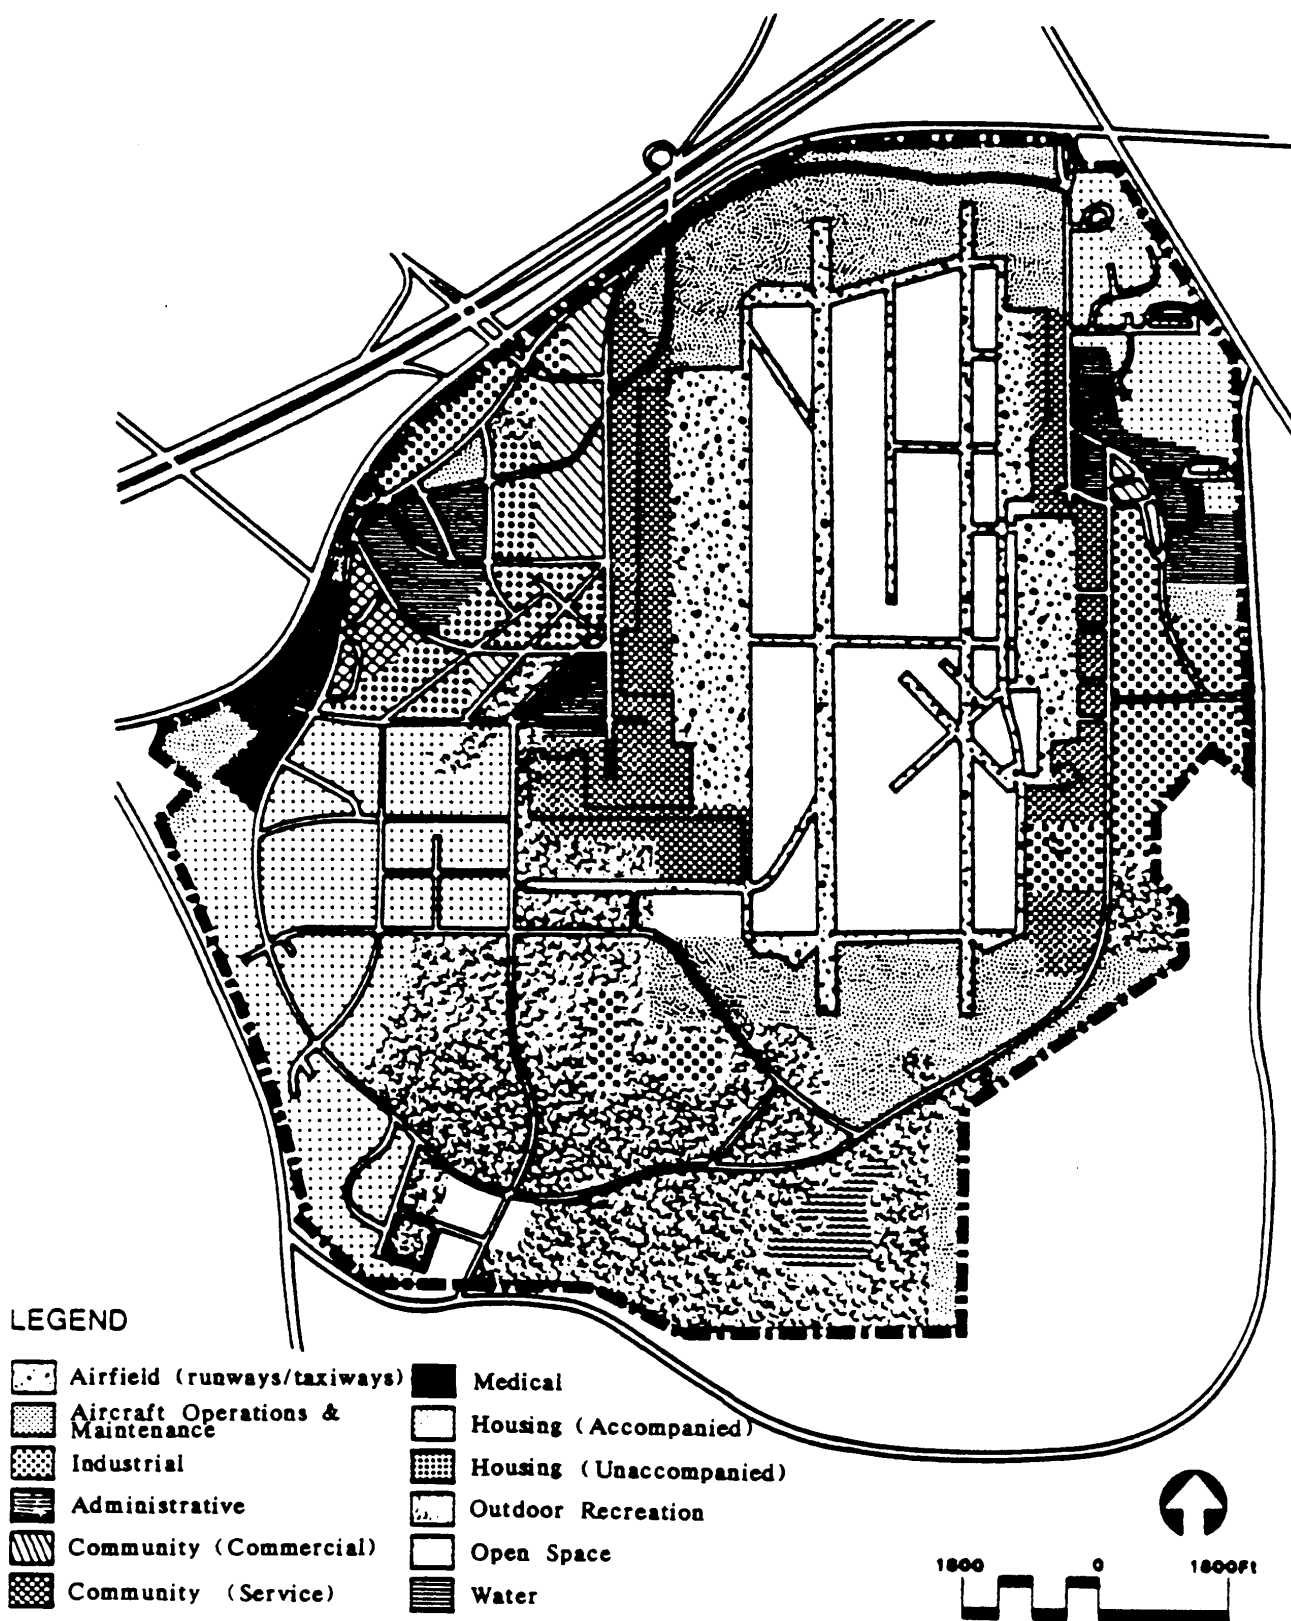 LEGEND
Airfield (runways/taxiways)
Aircraft Operations &
Maintenance
Industrial
Administrative
Community (Commercial)
Community (Service)
Medical
Housing (Accompanied)
Housing (Unaccompanied)
Outdoor Recreation
Open Space
Water
1800 0 1800Ft